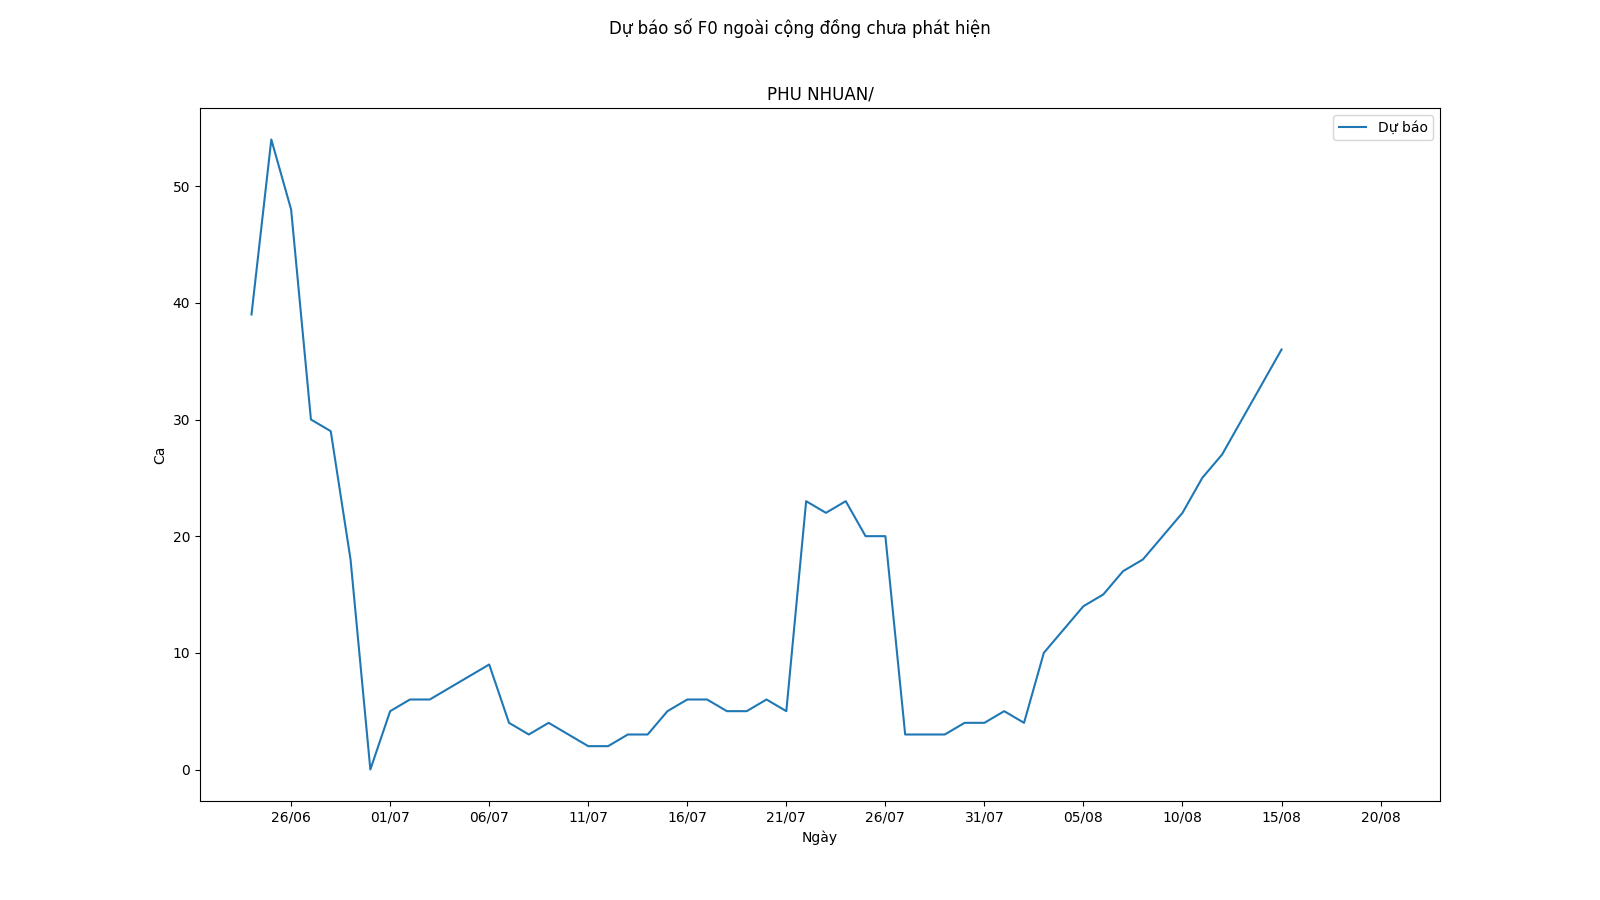 Dự báo số F0 ngoài cộng đồng chưa phát hiện
PHU NHUAN/
Dự báo
50
40
30
20
10
0
Ca
26/06 01/07 06/07 11/07 16/07 21/07 26/07 31/07 05/08 10/08 15/08 20/08
Ngày